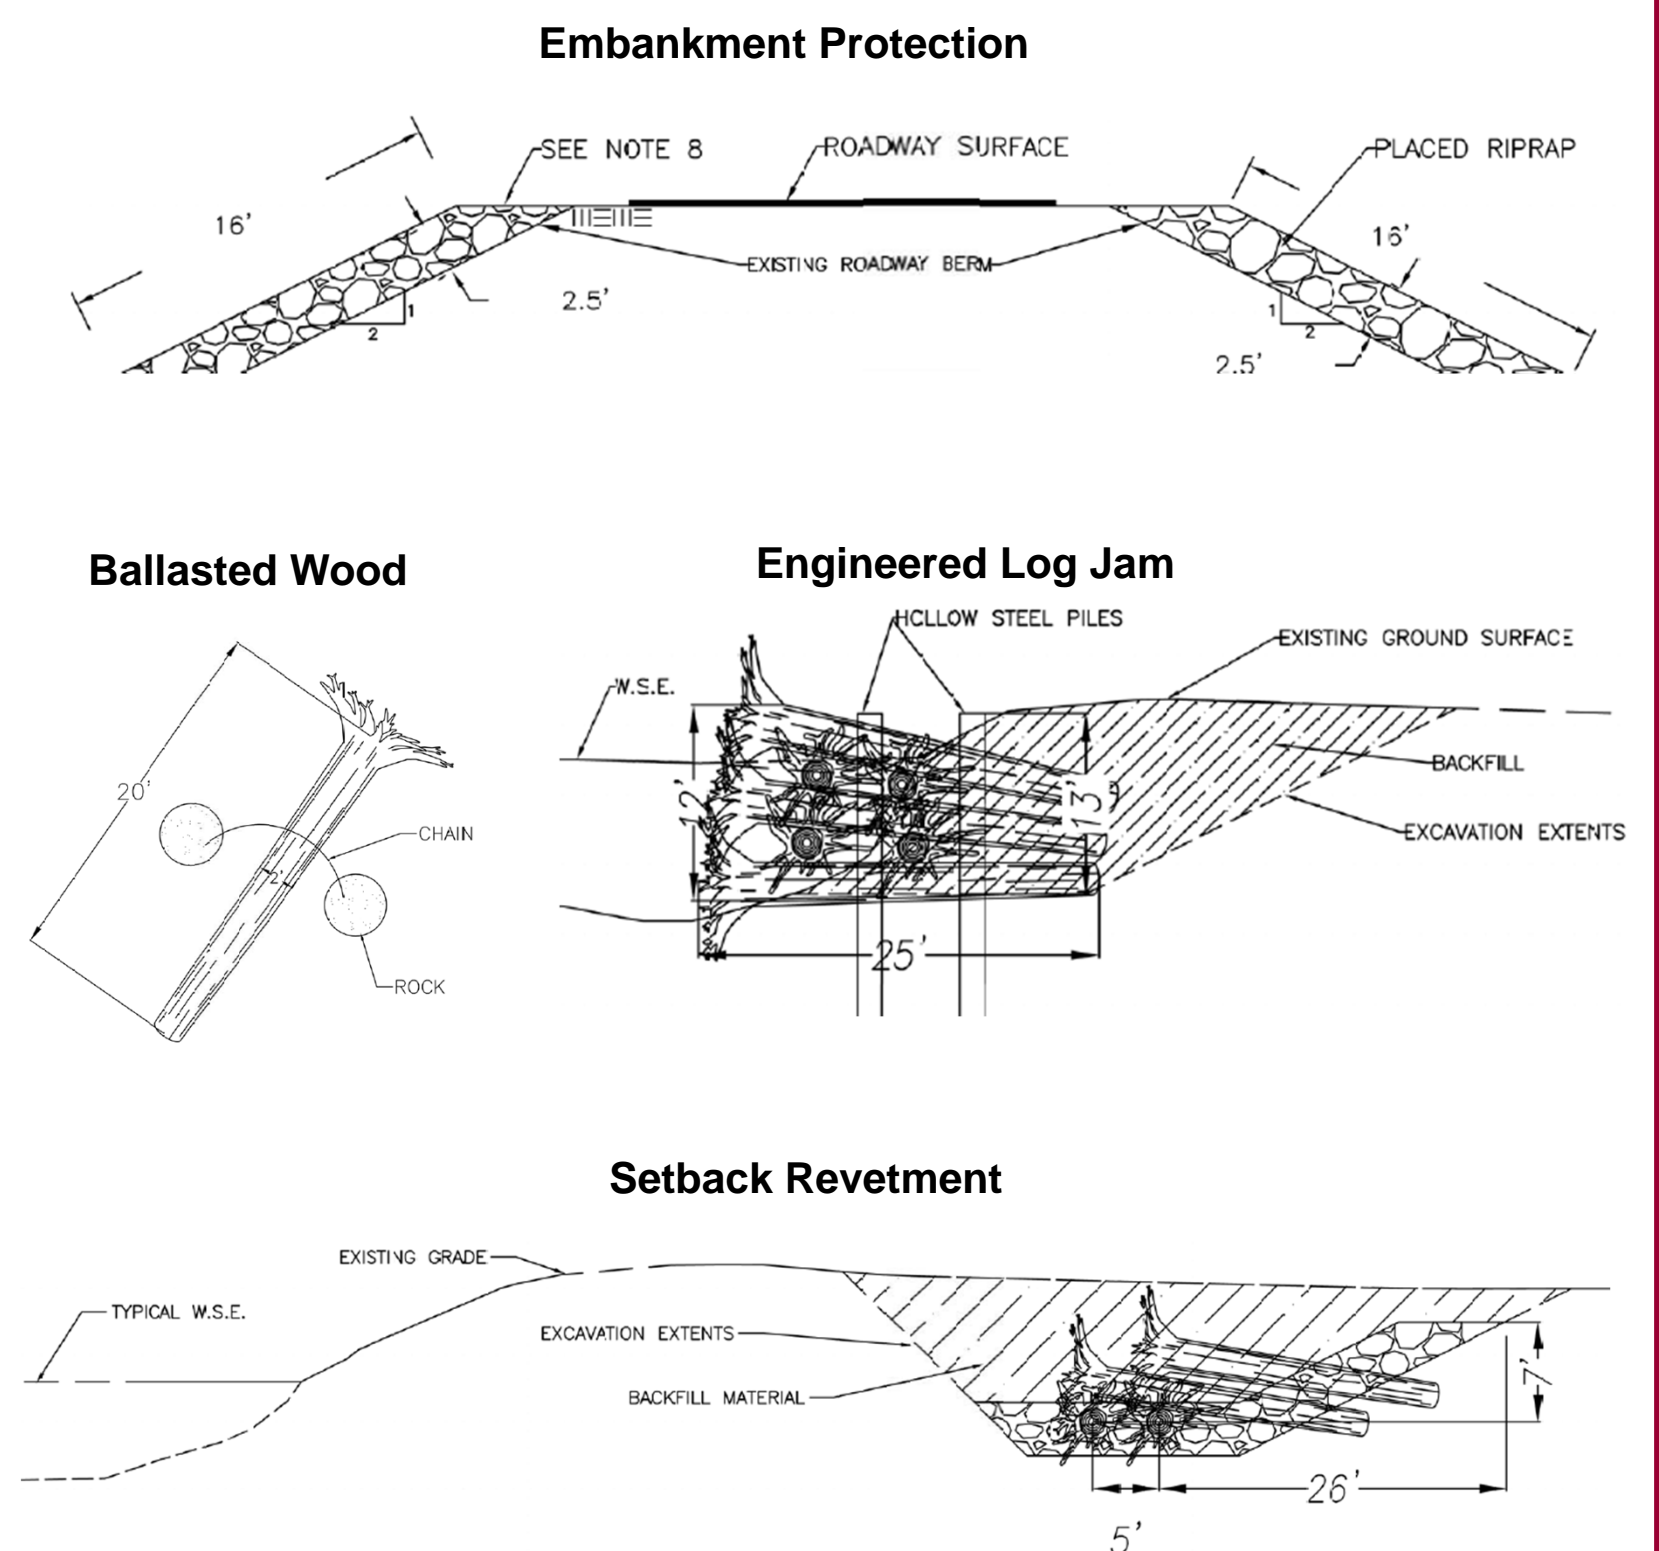 Embankment Protection
SEE NOTE 8
ROADWAY SURFACE
PLACED RIPRAP
16'
16'
EXISTING ROADWAY BERM
2.5'
1
2
1
2
2.5'
Ballasted Wood
Engineered Log Jam
HOLLOW STEEL PILES
EXISTING GROUND SURFACE
W.S.E.
BACKFILL
20'
12'
13'
CHAIN
EXCAVATION EXTENTS
2'
25'
ROCK
Setback Revetment
EXISTING GRADE
TYPICAL W.S.E.
EXCAVATION EXTENTS
7'
BACKFILL MATERIAL
26'
5'